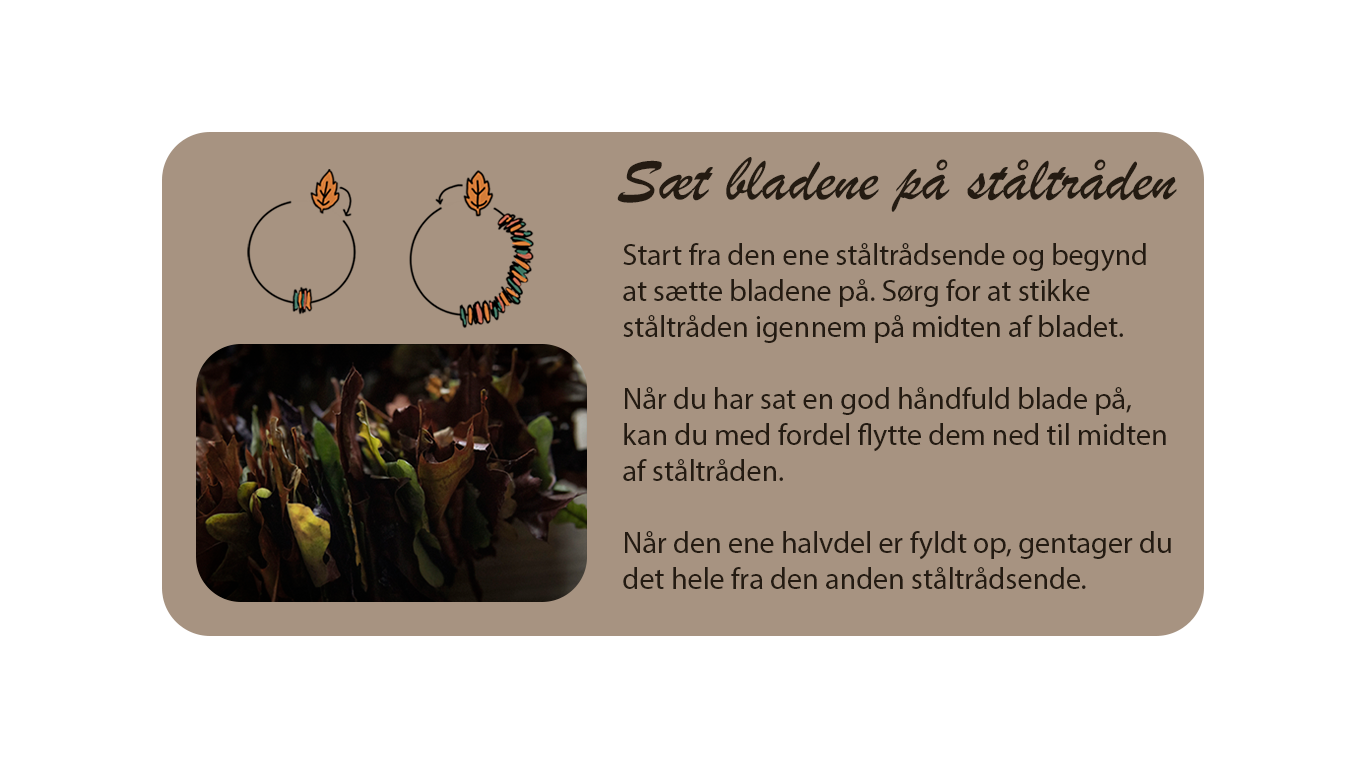 Sæt bladene på ståltråden
Start fra den ene ståltrådsende og begynd
at sætte bladene på. Sørg for at stikke
ståltråden igennem på midten af bladet.
Når du har sat en god håndfuld blade på,
kan du med fordel flytte dem ned til midten
af ståltråden.
Når den ene halvdel er fyldt op, gentager du
det hele fra den anden ståltrådsende.